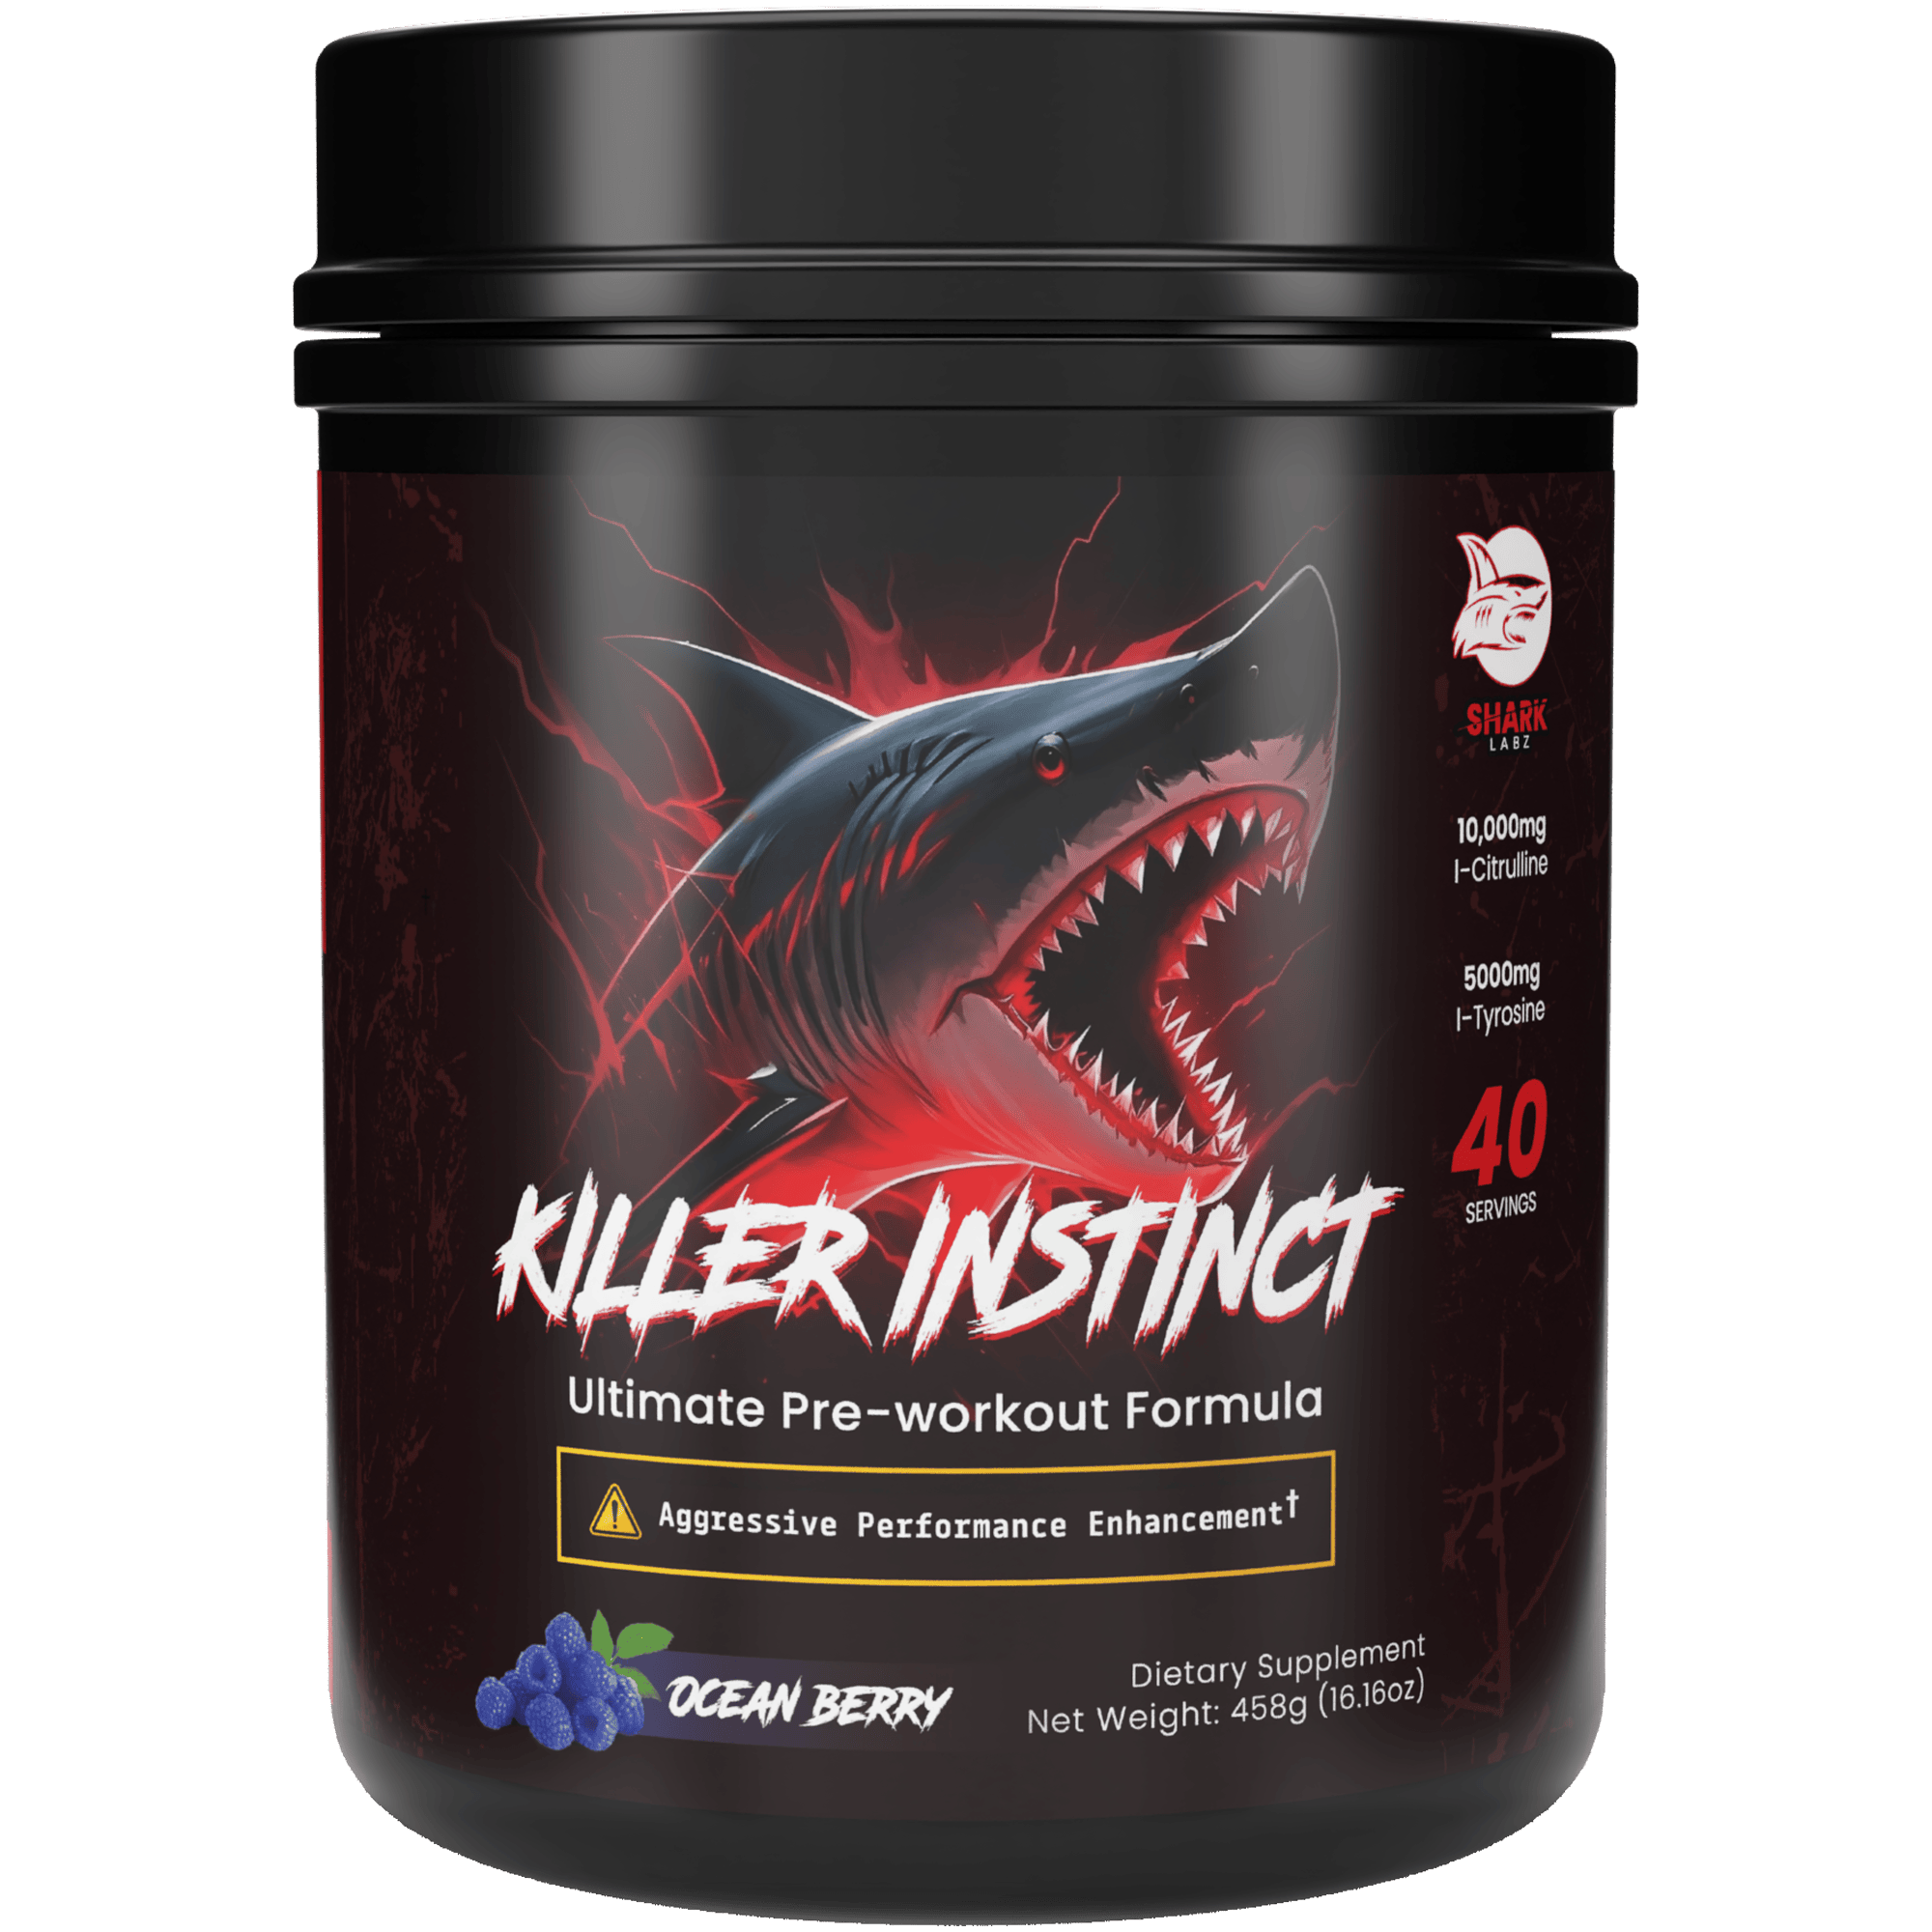 SHARK
LABZ
10,000mg
l-Citrulline
5000mg
l-Tyrosine
40
SERVINGS
KILLER INSTINCT
Ultimate Pre-workout Formula
Aggressive Performance Enhancement†
OCEAN BERRY
Dietary Supplement
Net Weight: 458g (16.16oz)